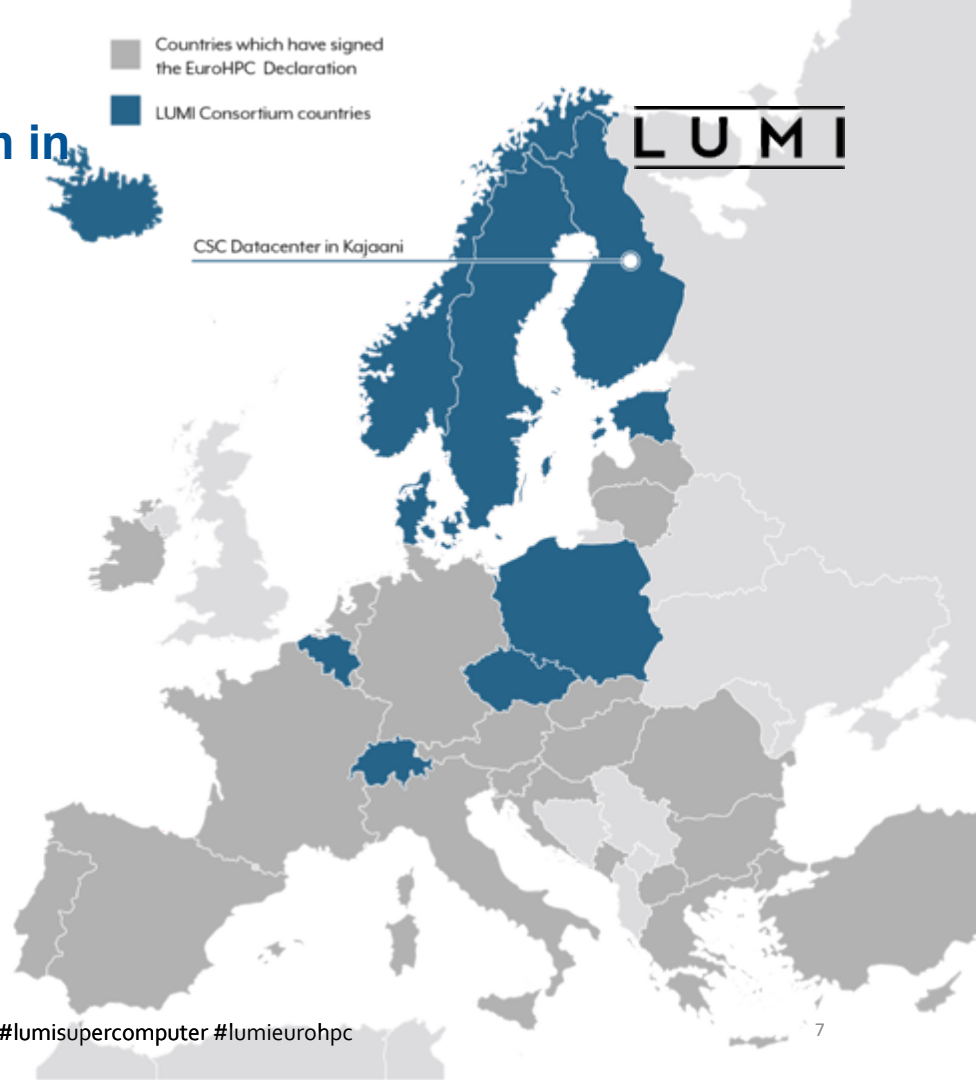 Countries which have signed
the EuroHPC Declaration
LUMI Consortium countries
n in
LUMI
CSC Datacenter in Kajaani
#lumisupercomputer #lumieurohpc
7